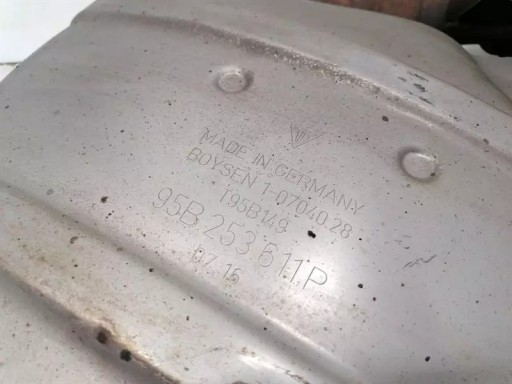 MADE IN GERMANY
BOYSEN 1-07040.28
T95B149
95B 253 611P
07 16